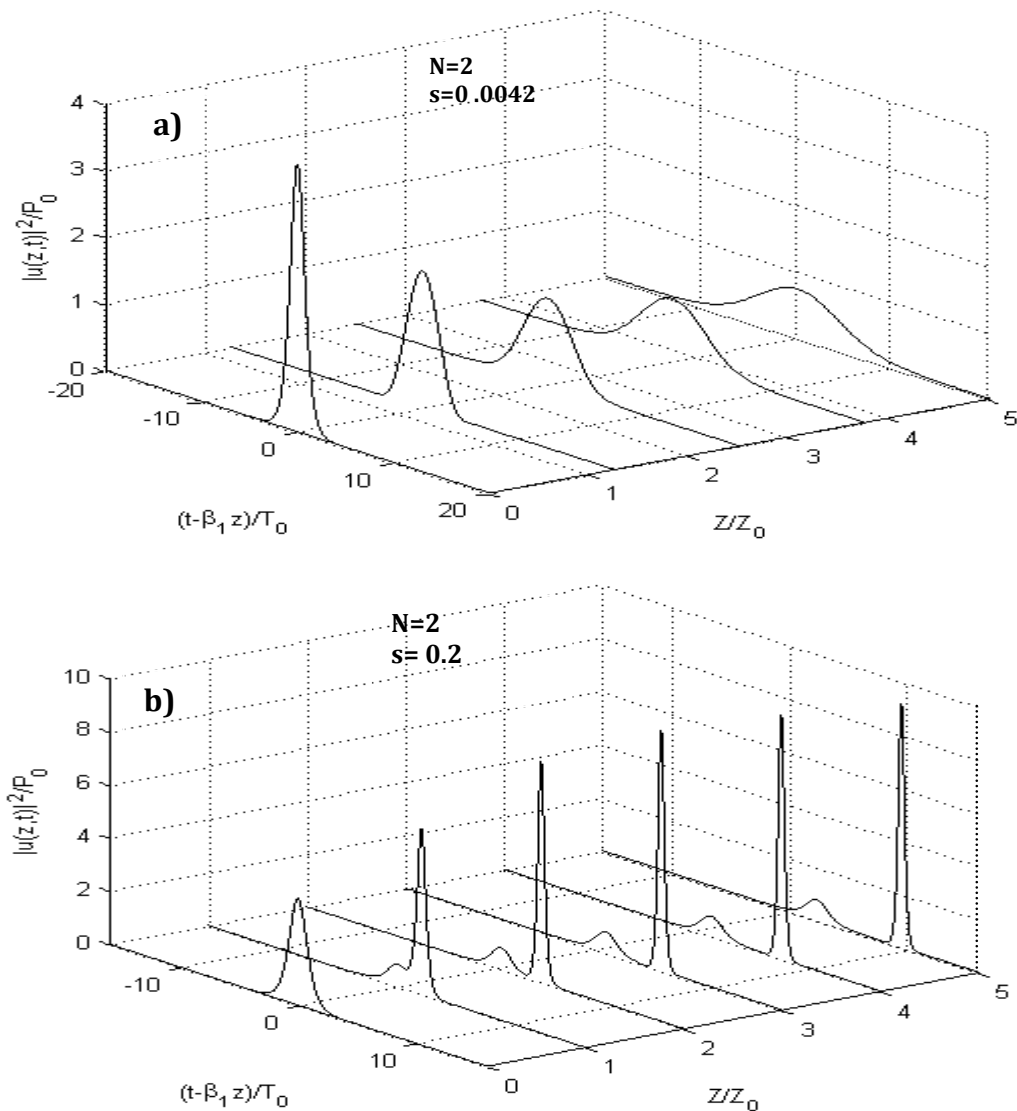 N=2
s=0 .0042
a)
4
3
2
1
0
|u(z,t)|²/P₀
-20
-10
0
10
20
(t-β₁ z)/T₀
0
1
2
3
4
5
Z/Z₀
N=2
s= 0.2
b)
10
8
6
4
2
0
|u(z,t)|²/P₀
-10
0
10
(t-β₁ z)/T₀
0
1
2
3
4
5
Z/Z₀